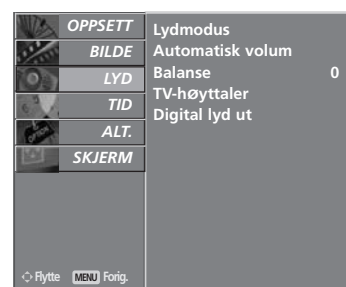 OPPSETT
BILDE
LYD
TID
ALT.
SKJERM
Flytte MENU Forig.
Lydmodus
Automatisk volum
Balanse 0
TV-høyttaler
Digital lyd ut